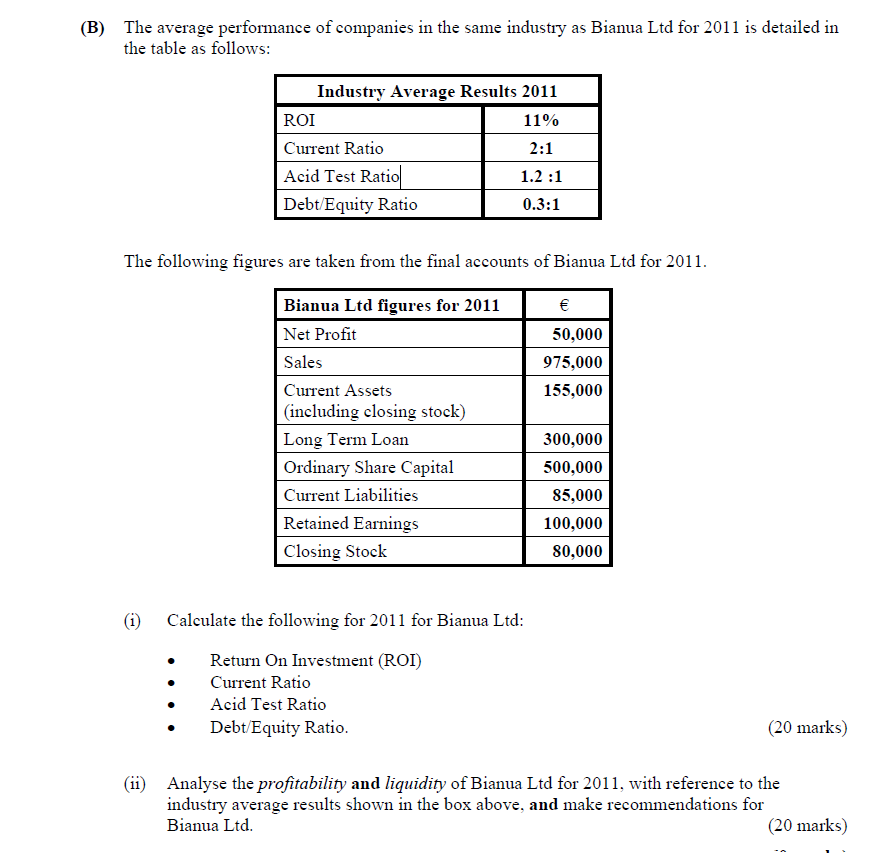 (B) The average performance of companies in the same industry as Bianua Ltd for 2011 is detailed in
the table as follows:
Industry Average Results 2011
ROI 11%
Current Ratio 2:1
Acid Test Ratio 1.2 :1
Debt/Equity Ratio 0.3:1
The following figures are taken from the final accounts of Bianua Ltd for 2011.
Bianua Ltd figures for 2011 €
Net Profit 50,000
Sales 975,000
Current Assets 155,000
(including closing stock)
Long Term Loan 300,000
Ordinary Share Capital 500,000
Current Liabilities 85,000
Retained Earnings 100,000
Closing Stock 80,000
(i) Calculate the following for 2011 for Bianua Ltd:
• Return On Investment (ROI)
• Current Ratio
• Acid Test Ratio
• Debt/Equity Ratio. (20 marks)
(ii) Analyse the profitability and liquidity of Bianua Ltd for 2011, with reference to the
industry average results shown in the box above, and make recommendations for
Bianua Ltd. (20 marks)